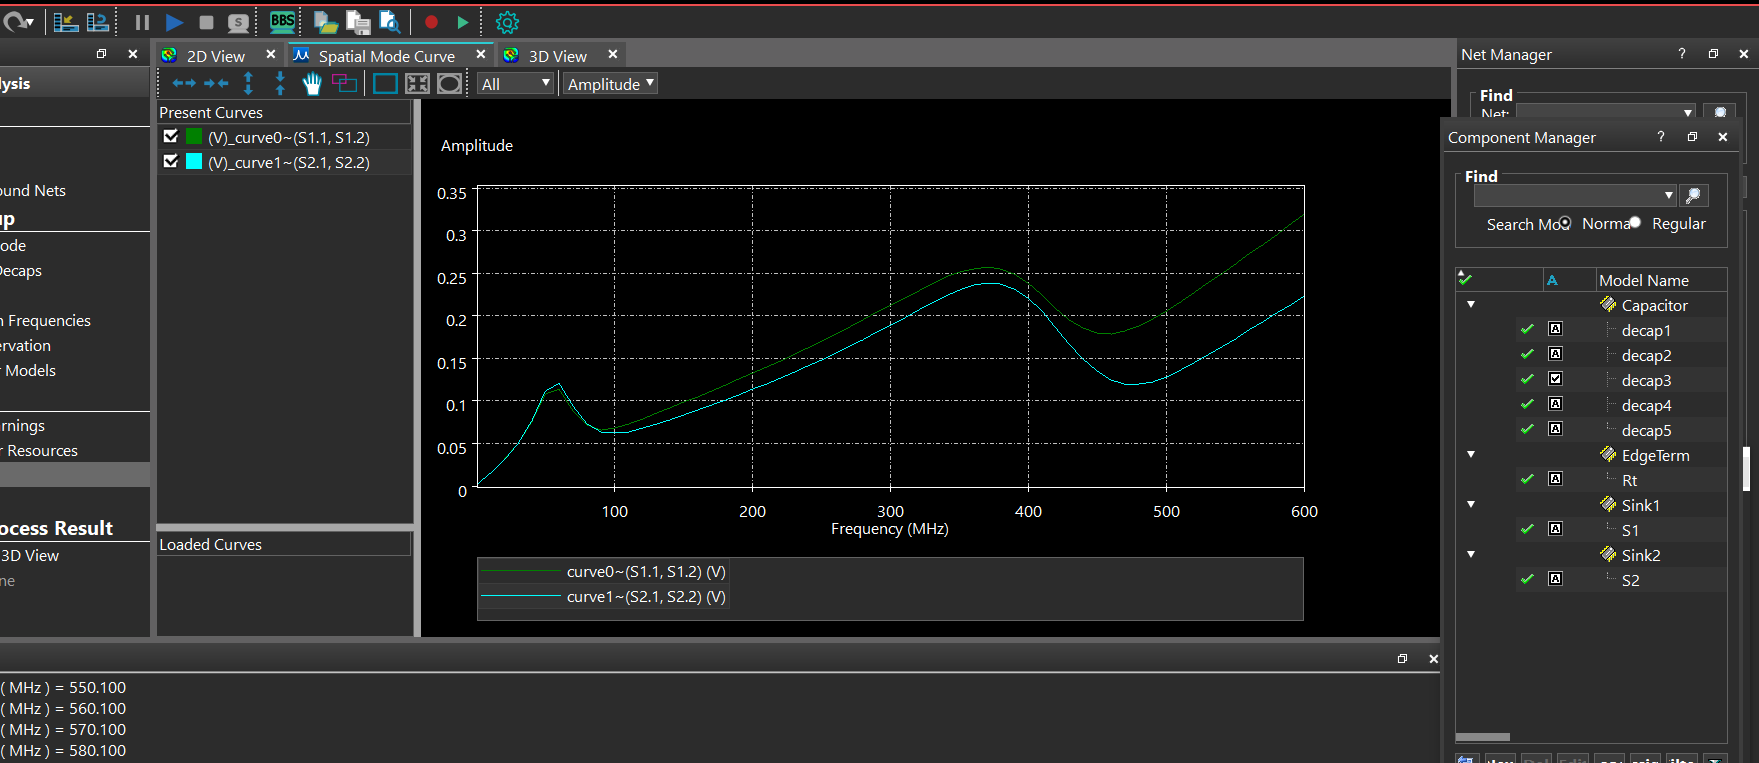 S
BBS
2D View
Spatial Mode Curve
3D View
Net Manager
?
lysis
All
Amplitude
Find
Net:
Present Curves
(V)_curve0~(S1.1, S1.2)
(V)_curve1~(S2.1, S2.2)
ound Nets
up
ode
Decaps
n Frequencies
ervation
r Models
rnings
r Resources
ocess Result
3D View
ne
Amplitude
0.35
0.3
0.25
0.2
0.15
0.1
0.05
0
100
200
300
400
500
600
Frequency (MHz)
curve0~(S1.1, S1.2) (V)
curve1~(S2.1, S2.2) (V)
Loaded Curves
Component Manager
?
Find
Search Mod Norma Regular
A Model Name
Capacitor
A decap1
A decap2
decap3
A decap4
A decap5
EdgeTerm
A Rt
Sink1
A S1
Sink2
A S2
( MHz ) = 550.100
( MHz ) = 560.100
( MHz ) = 570.100
( MHz ) = 580.100